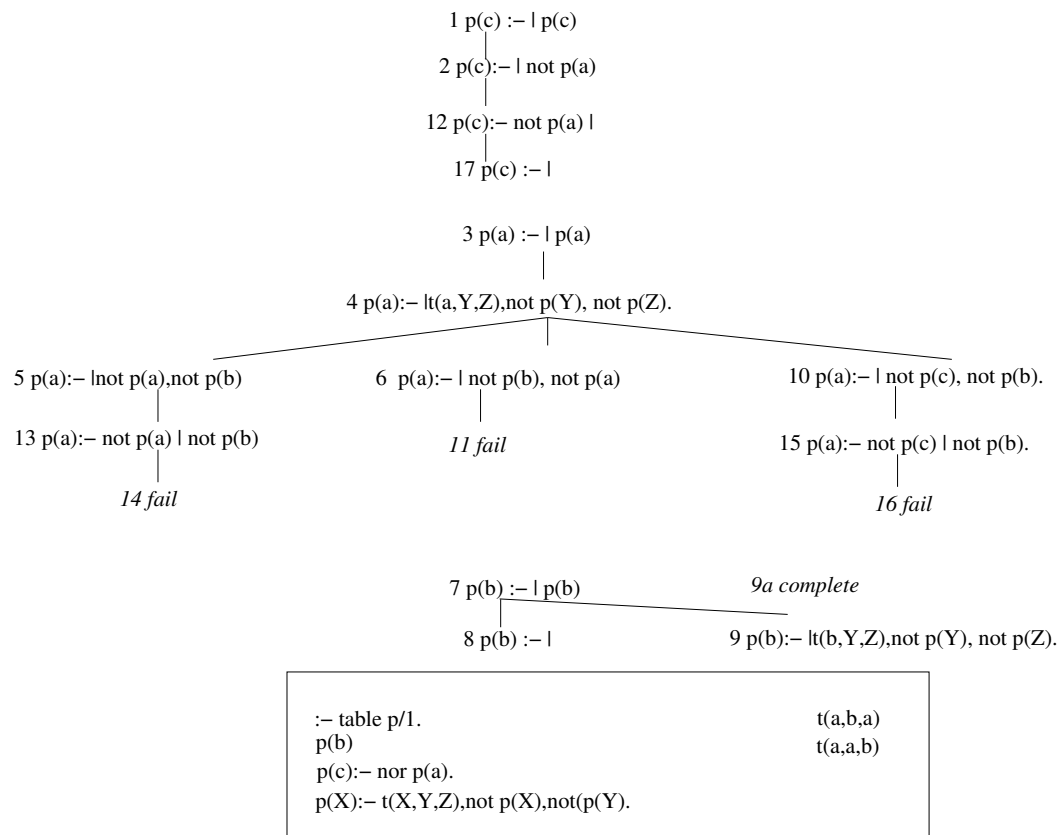 1 p(c) :− | p(c)
2 p(c):− | not p(a)
12 p(c):− not p(a) |
17 p(c) :− |
3 p(a) :− | p(a)
4 p(a):− |t(a,Y,Z),not p(Y), not p(Z).
5 p(a):− |not p(a),not p(b)
6 p(a):− | not p(b), not p(a)
10 p(a):− | not p(c), not p(b).
13 p(a):− not p(a) | not p(b)
11 fail
15 p(a):− not p(c) | not p(b).
14 fail
16 fail
7 p(b) :− | p(b)
9a complete
8 p(b) :− |
9 p(b):− |t(b,Y,Z),not p(Y), not p(Z).
:− table p/1.
t(a,b,a)
p(b)
t(a,a,b)
p(c):− nor p(a).
p(X):− t(X,Y,Z),not p(X),not(p(Y).